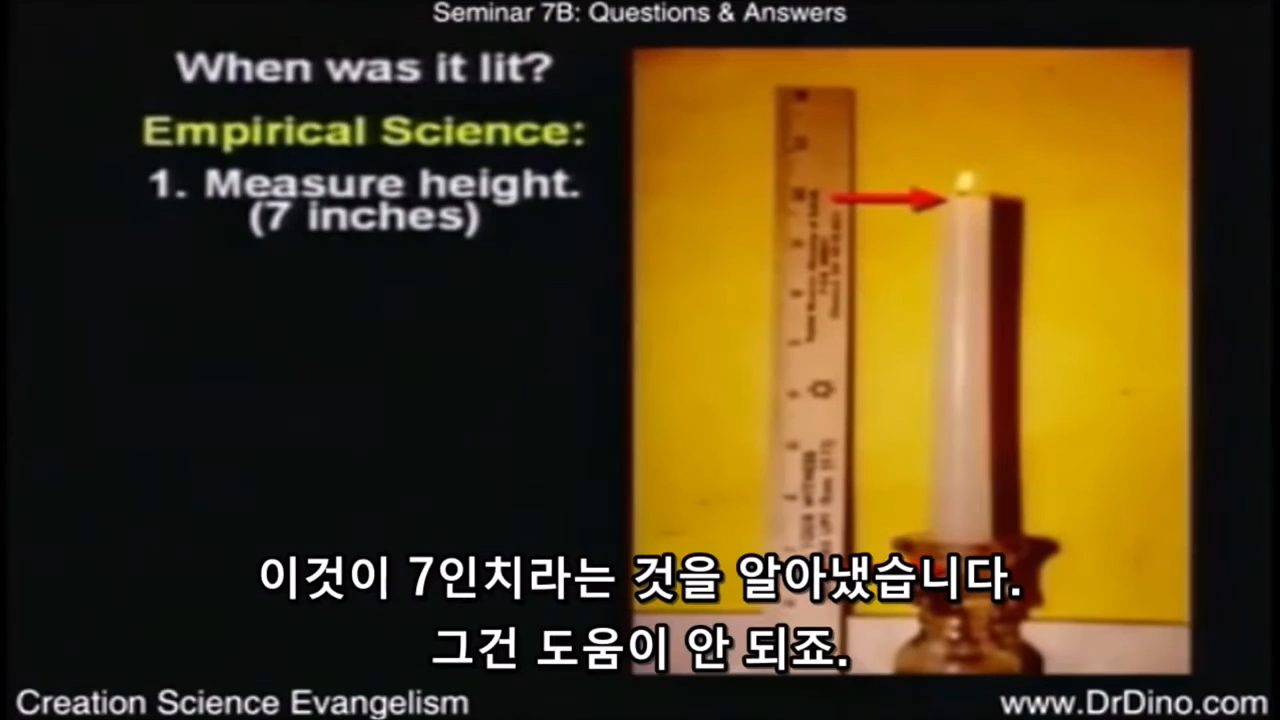 Seminar 7B: Questions & Answers
When was it lit?
Empirical Science:
1. Measure height.
(7 inches)
이것이 7인치라는 것을 알아냈습니다.
그건 도움이 안 되죠.
Creation Science Evangelism
www.DrDino.com